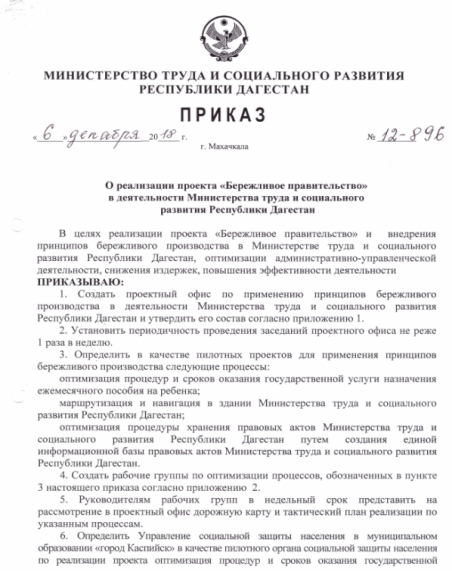 МИНИСТЕРСТВО ТРУДА И СОЦИАЛЬНОГО РАЗВИТИЯ
РЕСПУБЛИКИ ДАГЕСТАН
ПРИКАЗ
« 6 » декабря 2018 г. № 12-896
г. Махачкала
О реализации проекта «Бережливое правительство»
в деятельности Министерства труда и социального
развития Республики Дагестан
В целях реализации проекта «Бережливое правительство» и внедрения
принципов бережливого производства в Министерстве труда и социального
развития Республики Дагестан, оптимизации административно-управленческой
деятельности, снижения издержек, повышения эффективности деятельности
ПРИКАЗЫВАЮ:
1. Создать проектный офис по применению принципов бережливого
производства в деятельности Министерства труда и социального развития
Республики Дагестан и утвердить его состав согласно приложению 1.
2. Установить периодичность проведения заседаний проектного офиса не реже
1 раза в неделю.
3. Определить в качестве пилотных проектов для применения принципов
бережливого производства следующие процессы:
оптимизация процедур и сроков оказания государственной услуги назначения
ежемесячного пособия на ребенка;
маршрутизация и навигация в здании Министерства труда и социального
развития Республики Дагестан;
оптимизация процедуры хранения правовых актов Министерства труда и
социального развития Республики Дагестан путем создания единой
информационной базы правовых актов Министерства труда и социального развития
Республики Дагестан.
4. Создать рабочие группы по оптимизации процессов, обозначенных в пункте
3 настоящего приказа согласно приложению 2.
5. Руководителям рабочих групп в недельный срок представить на
рассмотрение в проектный офис дорожную карту и тактический план реализации по
указанным процессам.
6. Определить Управление социальной защиты населения в муниципальном
образовании «город Каспийск» в качестве пилотного органа социальной защиты населения
по реализации проекта оптимизация процедур и сроков оказания государственной